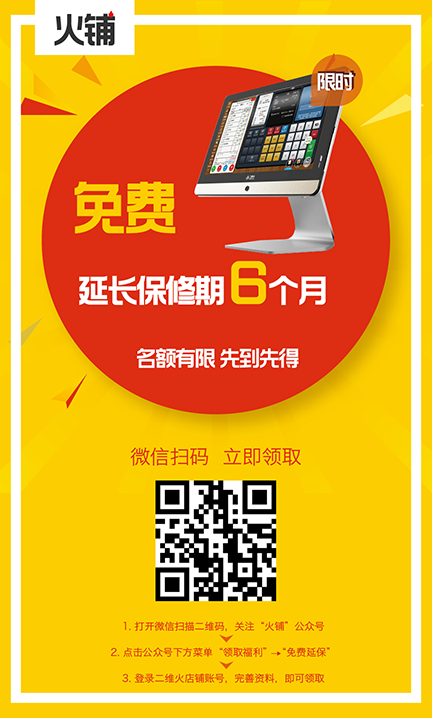 火铺
限时
免费
延长保修期6个月
名额有限 先到先得
微信扫码 立即领取
1. 打开微信扫描二维码，关注“火铺”公众号
2. 点击公众号下方菜单“领取福利”→“免费延保”
3. 登录二维火店铺账号，完善资料，即可领取